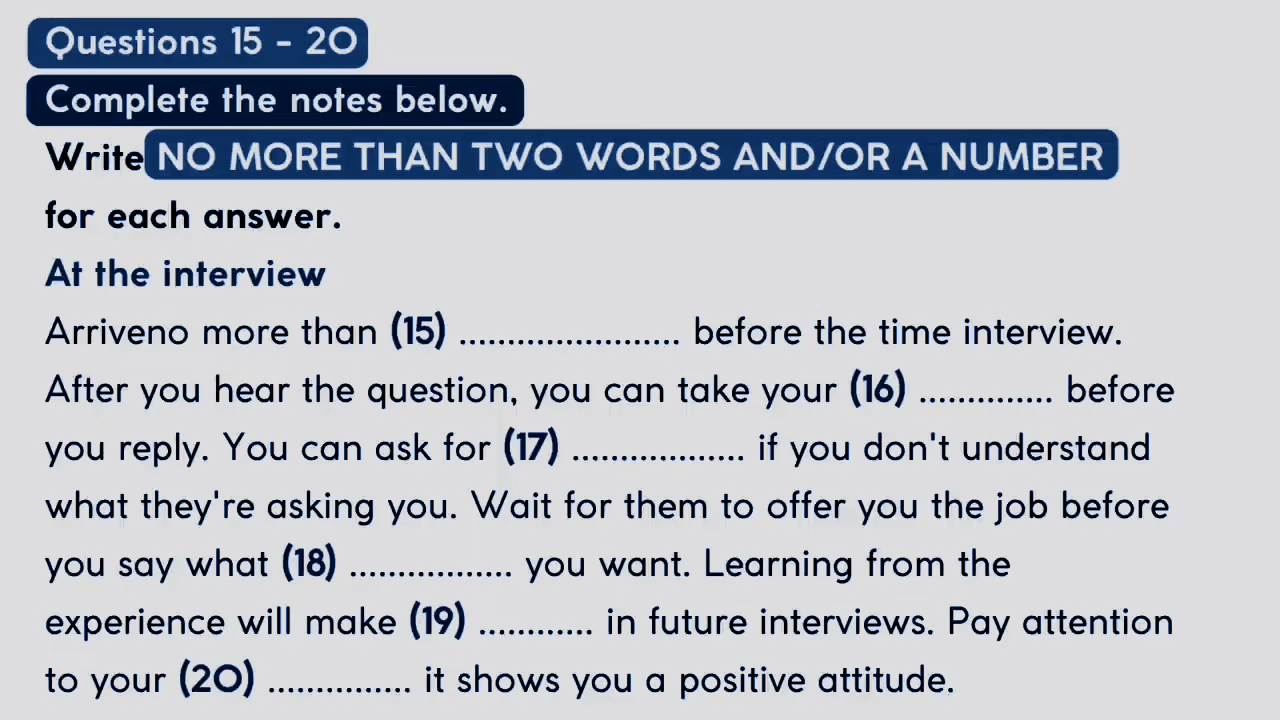 Questions 15 - 20
Complete the notes below.
Write NO MORE THAN TWO WORDS AND/OR A NUMBER
for each answer.
At the interview
Arriveno more than (15) ....................... before the time interview.
After you hear the question, you can take your (16) .............. before
you reply. You can ask for (17) .................. if you don't understand
what they're asking you. Wait for them to offer you the job before
you say what (18) ................. you want. Learning from the
experience will make (19) ............ in future interviews. Pay attention
to your (20) ............... it shows you a positive attitude.